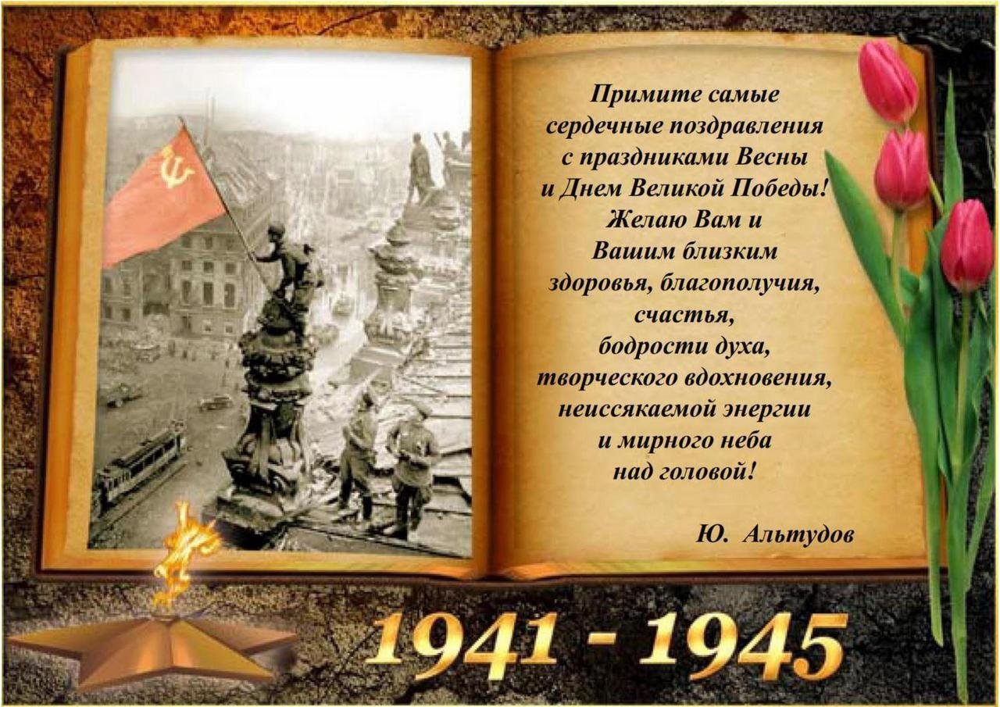 Примите самые
сердечные поздравления
с праздниками Весны
и Днем Великой Победы!
Желаю Вам и
Вашим близким
здоровья, благополучия,
счастья,
бодрости духа,
творческого вдохновения,
неиссякаемой энергии
и мирного неба
над головой!
Ю. Альтудов
1941 - 1945